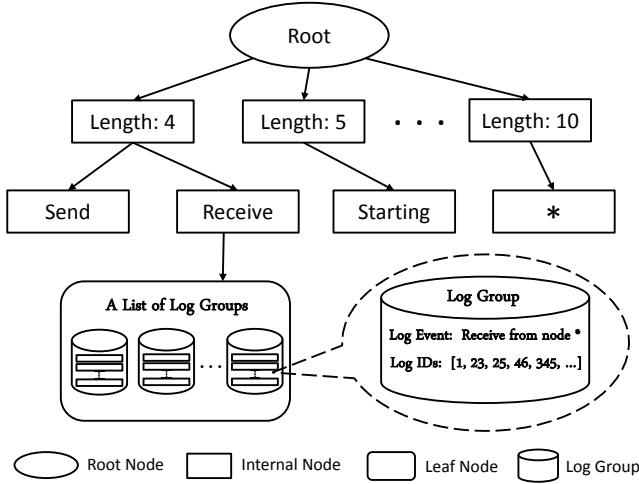 Root
Length: 4
Length: 5
. . .
Length: 10
Send
Receive
Starting
*
A List of Log Groups
...
Log Group
Log Event: Receive from node *
Log IDs: [1, 23, 25, 46, 345, ...]
Root Node
Internal Node
Leaf Node
Log Group